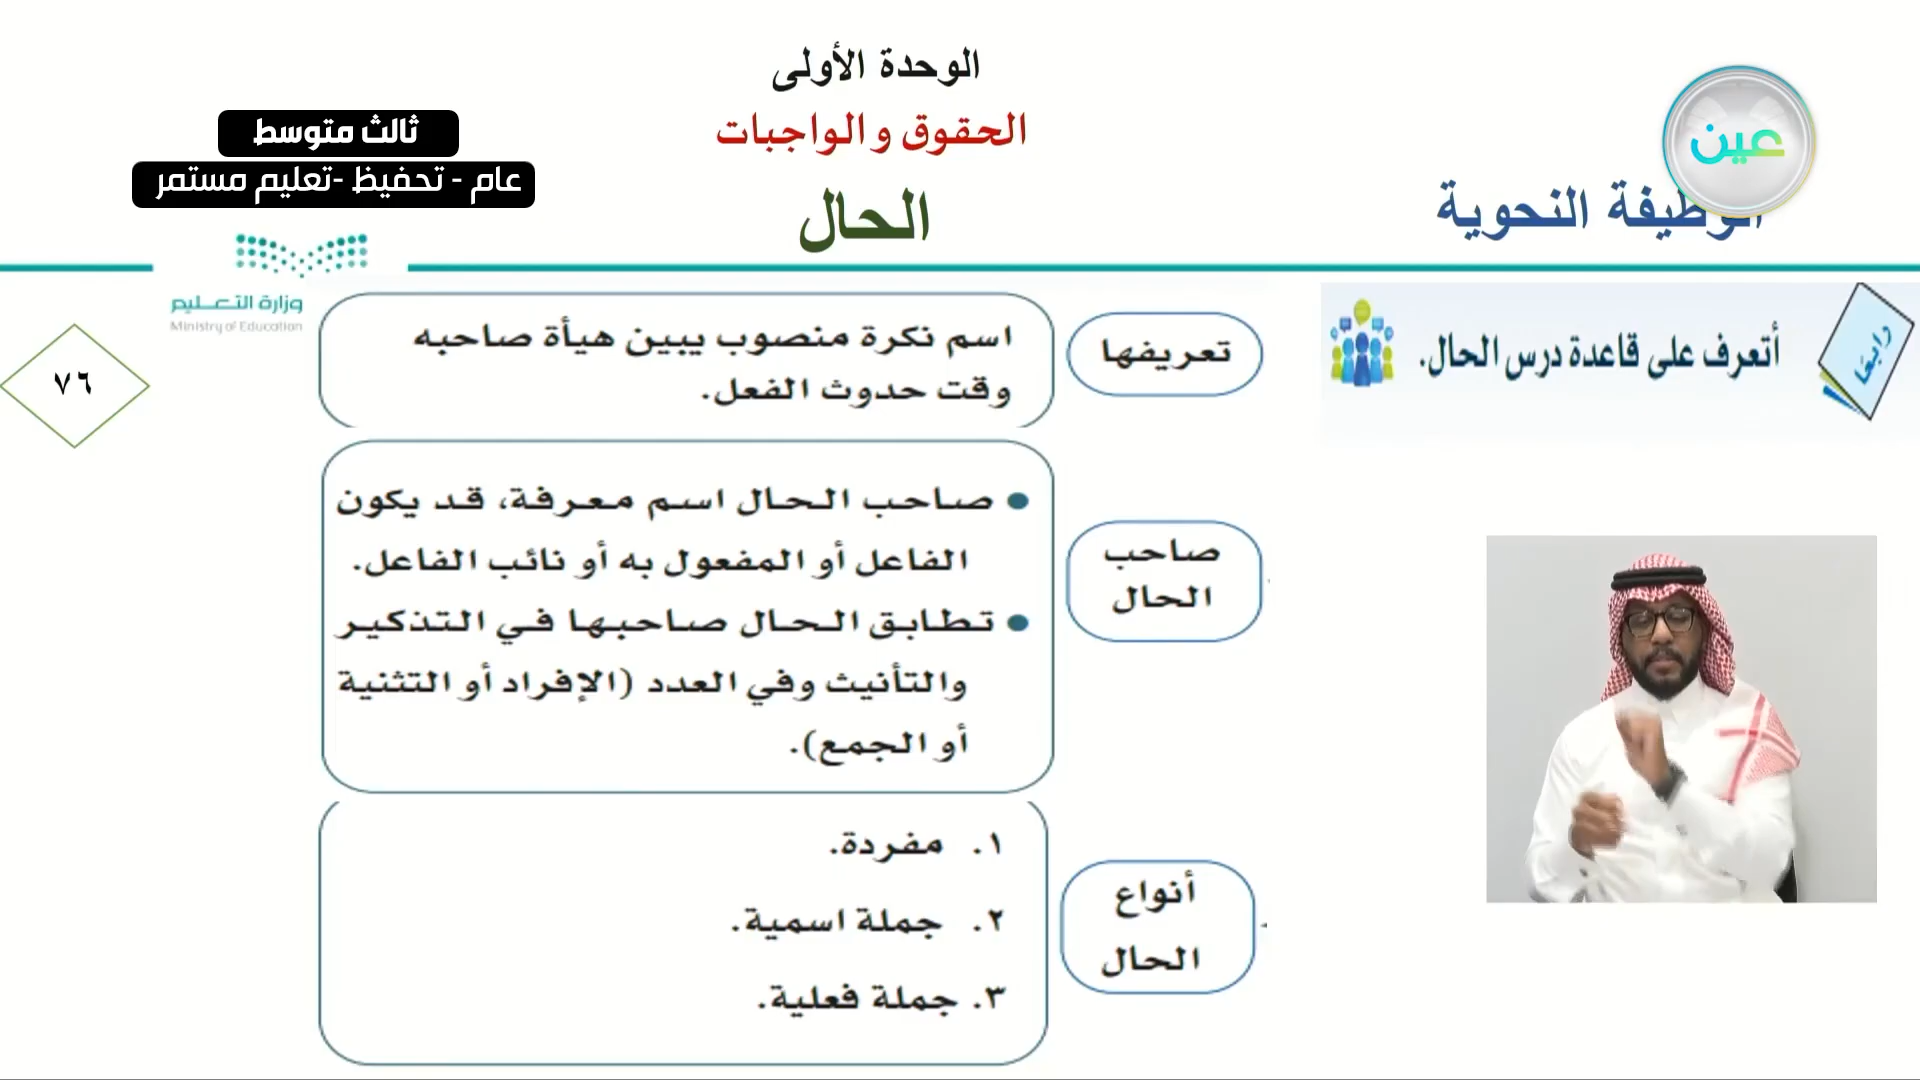 الوحدة الأولى
الحقوق والواجبات
الحال
عين
الوظيفة النحوية
ثالث متوسط
عام - تحفيظ -تعليم مستمر
وزارة التعليم
Ministry of Education
٧٦
رابعًا
أتعرف على قاعدة درس الحال.
تعريفها
اسم نكرة منصوب يبين هيأة صاحبه
وقت حدوث الفعل.
صاحب
الحال
• صاحب الحال اسم معرفة، قد يكون
الفاعل أو المفعول به أو نائب الفاعل.
• تطابق الحال صاحبها في التذكير
والتأنيث وفي العدد (الإفراد أو التثنية
أو الجمع).
أنواع
الحال
١. مفردة.
٢. جملة اسمية.
٣. جملة فعلية.